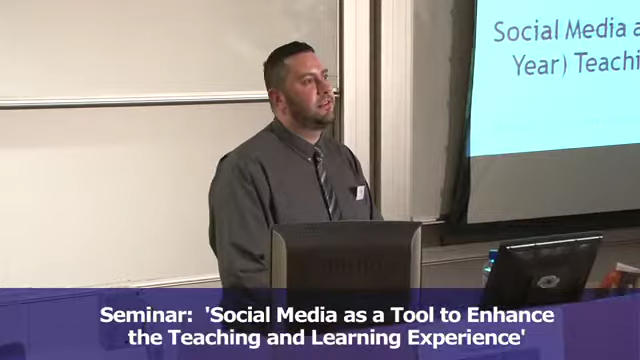 Social Media a
Year) Teachi
Seminar:  'Social Media as a Tool to Enhance
the Teaching and Learning Experience'